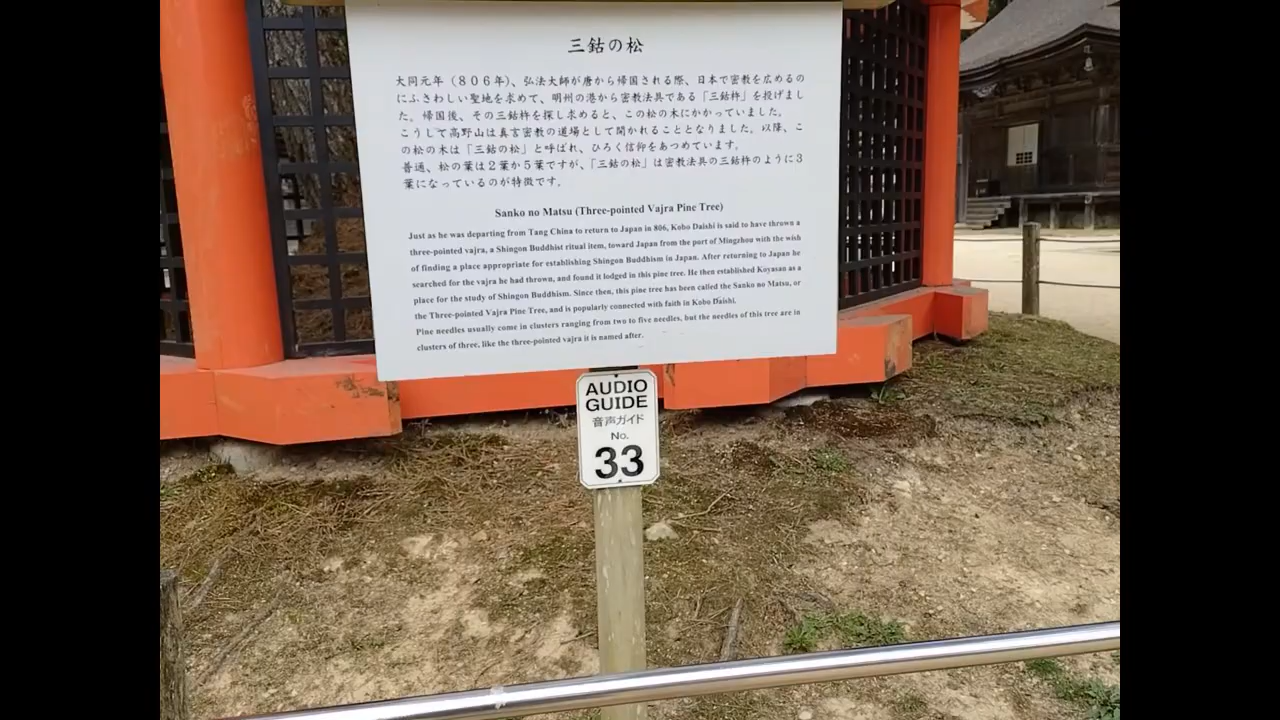 三鈷の松
大同元年(806年)、弘法大師が唐から帰国される際、日本で密教を広めるの
にふさわしい聖地を求めて、明州の港から密教法具である「三鈷杵」を投げまし
た。帰国後、その三鈷杵を探し求めると、この松の木にかかっていました。
こうして高野山は真言密教の道場として開かれることとなりました。以降、こ
の松の木は「三鈷の松」と呼ばれ、ひろく信仰をあつめています。
普通、松の葉は2葉か5葉ですが、「三鈷の松」は密教法具の三鈷杵のように3
葉になっているのが特徴です。
Sanko no Matsu (Three-pointed Vajra Pine Tree)
Just as he was departing from Tang China to return to Japan in 806, Kobo Daishi is said to have thrown a
three-pointed vajra, a Shingon Buddhist ritual item, toward Japan from the port of Mingzhou with the wish
of finding a place appropriate for establishing Shingon Buddhism in Japan. After returning to Japan he
searched for the vajra he had thrown, and found it lodged in this pine tree. He then established Koyasan as a
place for the study of Shingon Buddhism. Since then, this pine tree has been called the Sanko no Matsu, or
the Three-pointed Vajra Pine Tree, and is popularly connected with faith in Kobo Daishi.
Pine needles usually come in clusters ranging from two to five needles, but the needles of this tree are in
clusters of three, like the three-pointed vajra it is named after.
AUDIO
GUIDE
音声ガイド
No.
33